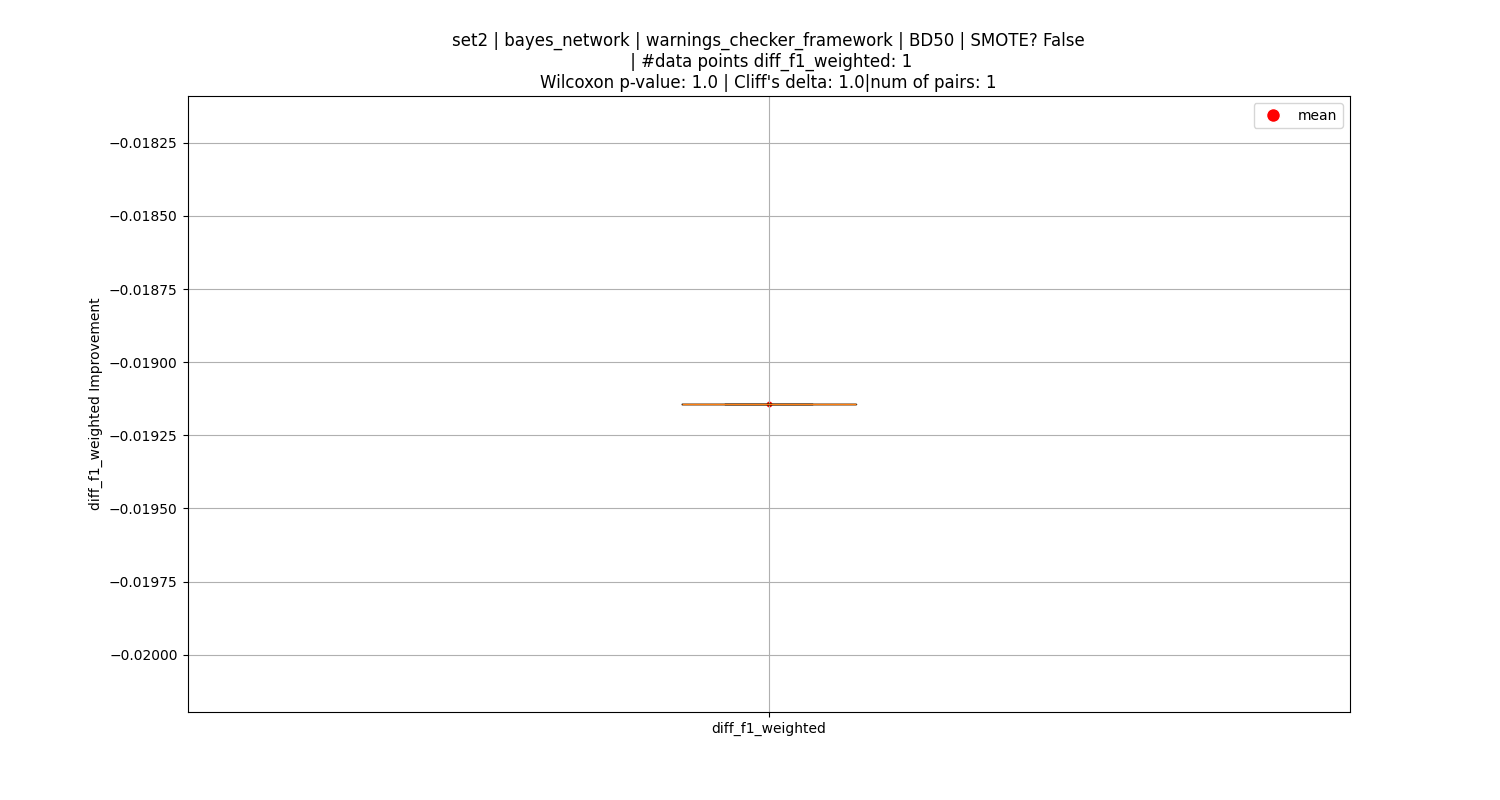 set2 | bayes_network | warnings_checker_framework | BD50 | SMOTE? False
| #data points diff_f1_weighted: 1
Wilcoxon p-value: 1.0 | Cliff's delta: 1.0|num of pairs: 1
mean
−0.01825
−0.01850
−0.01875
−0.01900
−0.01925
−0.01950
−0.01975
−0.02000
diff_f1_weighted Improvement
diff_f1_weighted